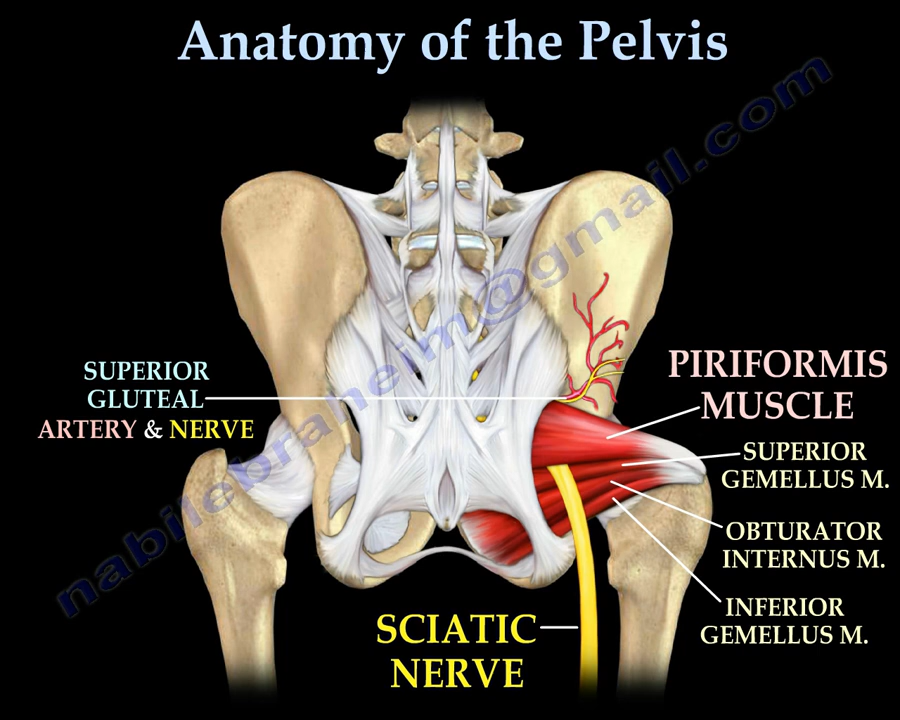 Anatomy of the Pelvis
nabilebraheim@gmail.com
SUPERIOR
GLUTEAL
ARTERY & NERVE
PIRIFORMIS
MUSCLE
SUPERIOR
GEMELLUS M.
OBTURATOR
INTERNUS M.
INFERIOR
GEMELLUS M.
SCIATIC
NERVE